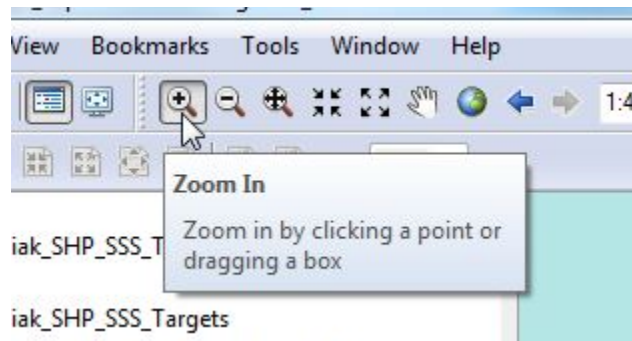 View Bookmarks Tools Window Help
1:4
Zoom In
Zoom in by clicking a point or
dragging a box
iak_SHP_SSS_T
iak_SHP_SSS_Targets